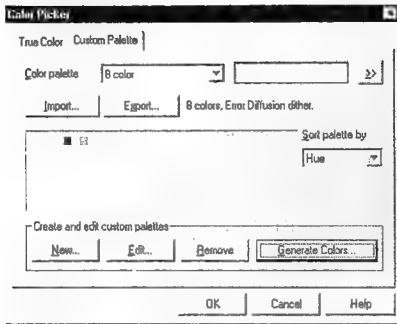 Color Picker
True Color Custom Palette
Color palette 8 color >>
Import... Export... 8 colors, Error Diffusion dither.
Sort palette by
Hue
Create and edit custom palettes
New... Edit... Remove Generate Colors...
OK Cancel Help